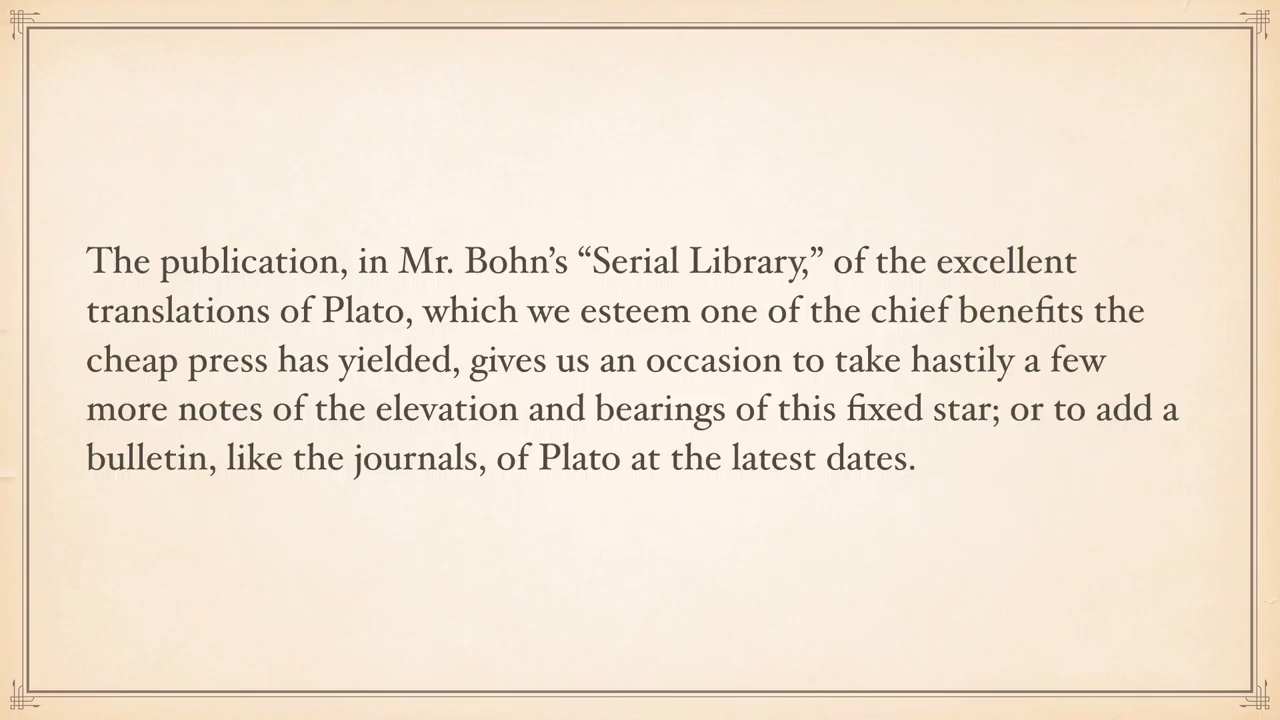 The publication, in Mr. Bohn’s “Serial Library,” of the excellent
translations of Plato, which we esteem one of the chief benefits the
cheap press has yielded, gives us an occasion to take hastily a few
more notes of the elevation and bearings of this fixed star; or to add a
bulletin, like the journals, of Plato at the latest dates.